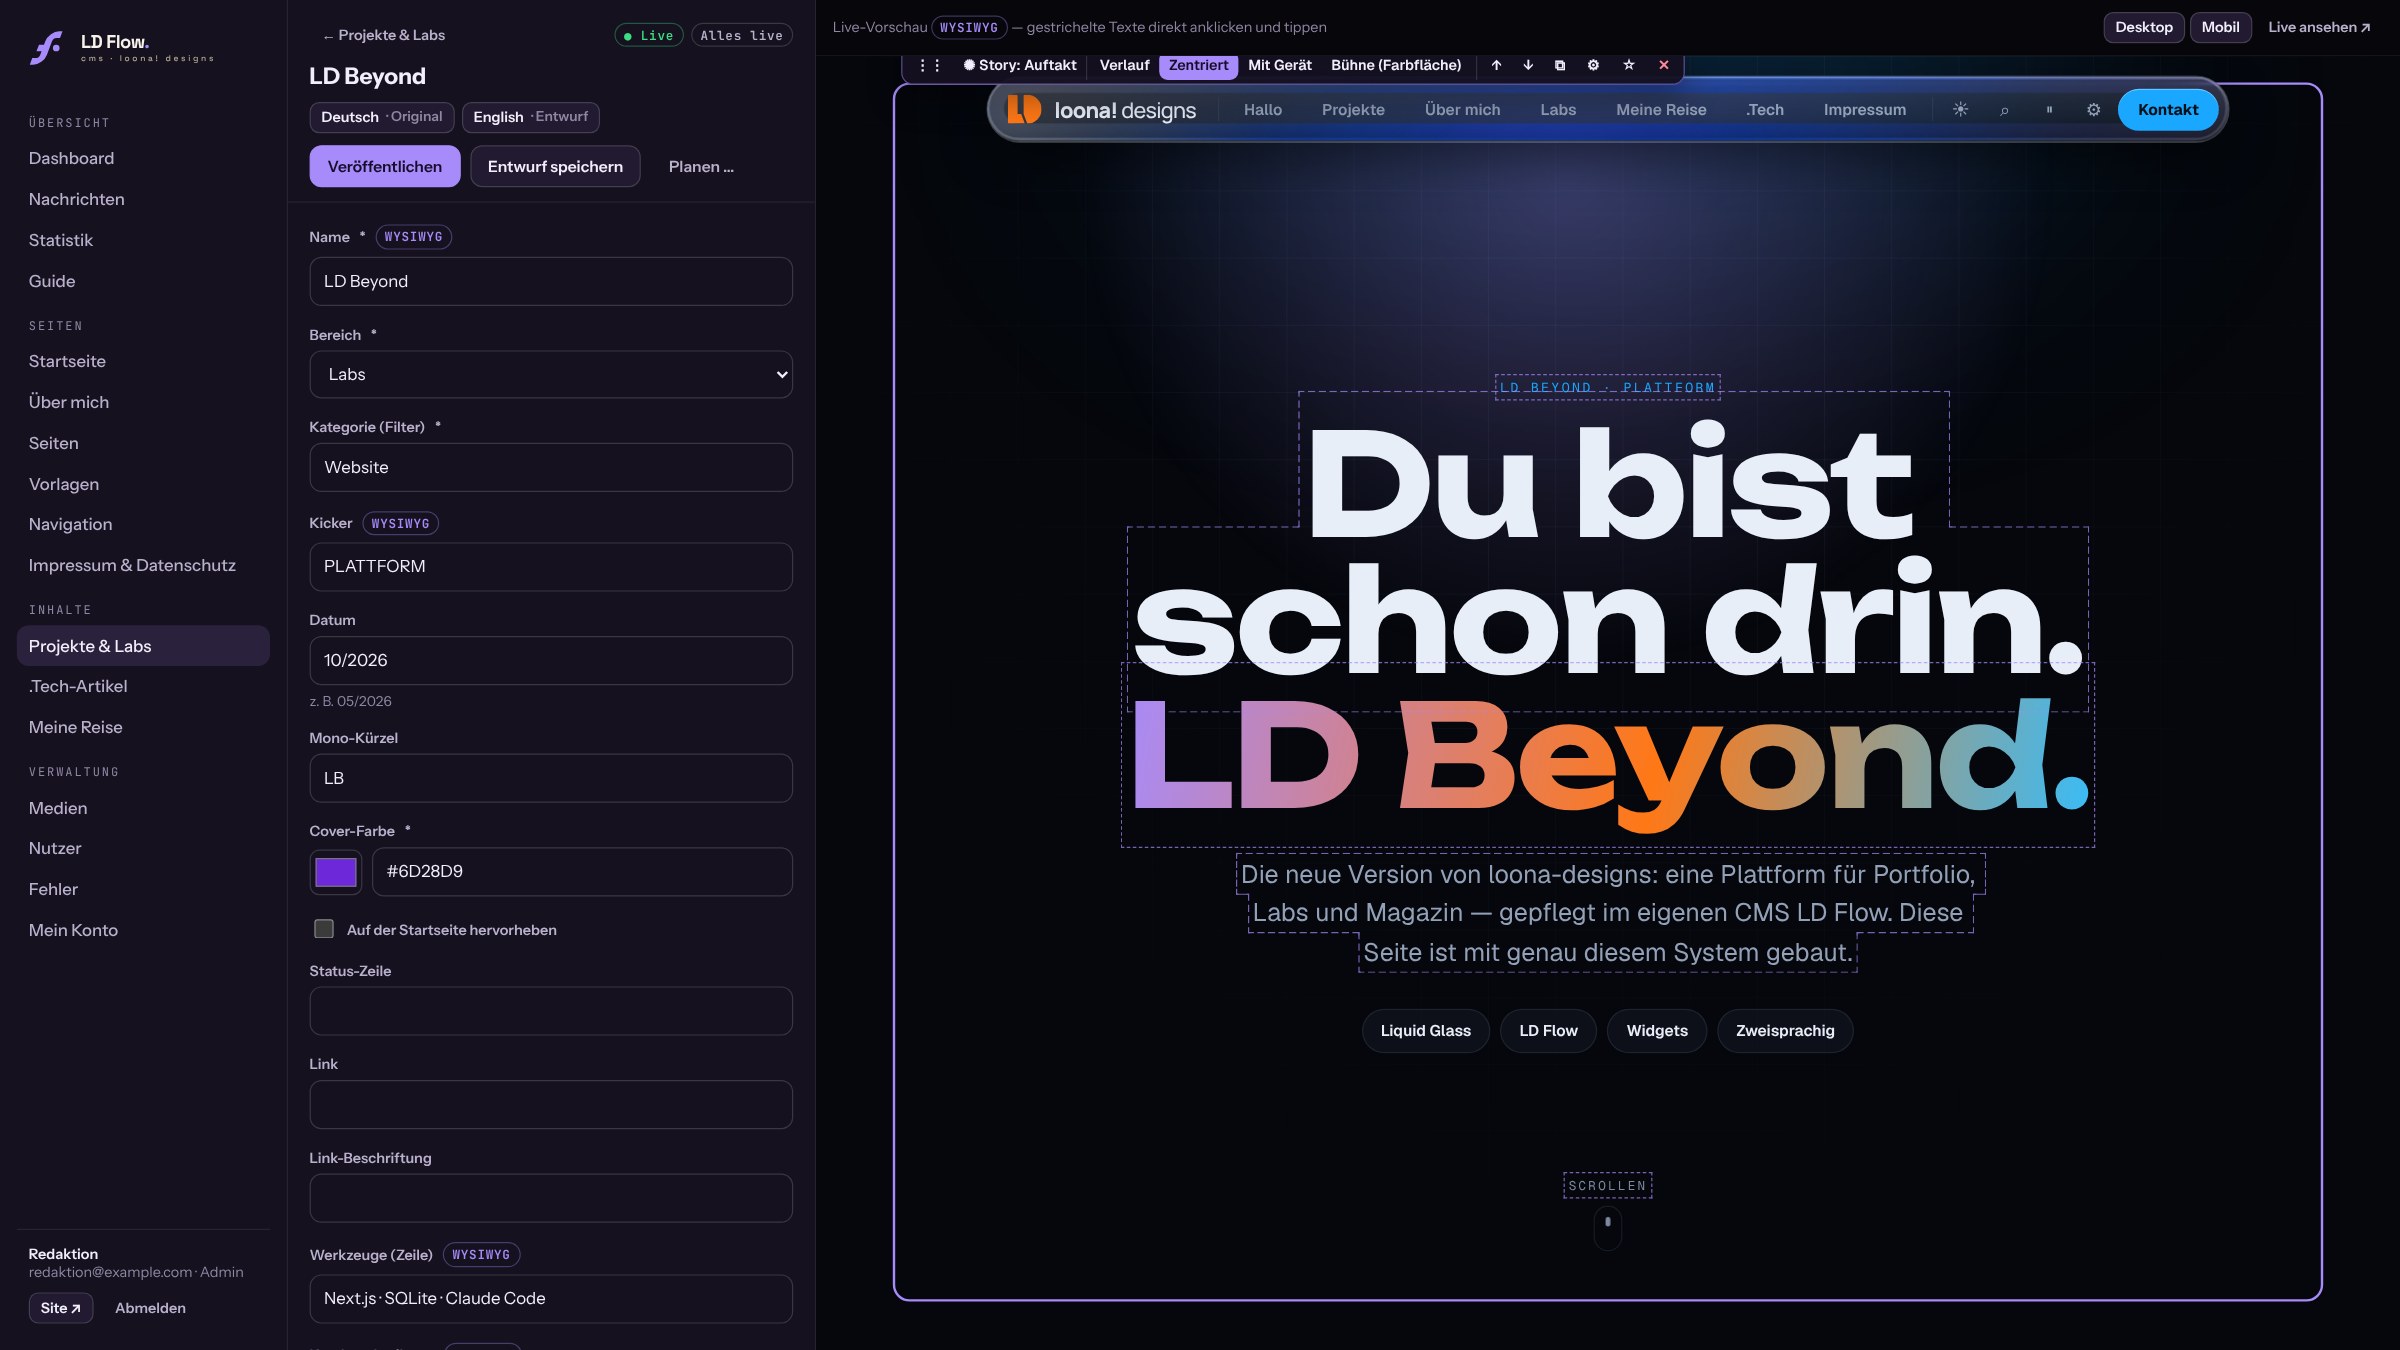 LD Flow.
cms · loona! designs
ÜBERSICHT
Dashboard
Nachrichten
Statistik
Guide
SEITEN
Startseite
Über mich
Seiten
Vorlagen
Navigation
Impressum & Datenschutz
INHALTE
Projekte & Labs
.Tech-Artikel
Meine Reise
VERWALTUNG
Medien
Nutzer
Fehler
Mein Konto
Redaktion
redaktion@example.com · Admin
Site ↗ Abmelden
← Projekte & Labs ● Live Alles live
LD Beyond
Deutsch · Original English · Entwurf
Veröffentlichen Entwurf speichern Planen ...
Name * WYSIWYG
LD Beyond
Bereich *
Labs
Kategorie (Filter) *
Website
Kicker WYSIWYG
PLATTFORM
Datum
10/2026
z. B. 05/2026
Mono-Kürzel
LB
Cover-Farbe *
#6D28D9
Auf der Startseite hervorheben
Status-Zeile
Link
Link-Beschriftung
Werkzeuge (Zeile) WYSIWYG
Next.js · SQLite · Claude Code
Live-Vorschau WYSIWYG — gestrichelte Texte direkt anklicken und tippen Desktop Mobil Live ansehen ↗
Story: Auftakt Verlauf Zentriert Mit Gerät Bühne (Farbfläche) ↑ ↓ ✕
loona! designs Hallo Projekte Über mich Labs Meine Reise .Tech Impressum Kontakt
LD BEYOND · PLATTFORM
Du bist
schon drin.
LD Beyond.
Die neue Version von loona-designs: eine Plattform für Portfolio,
Labs und Magazin — gepflegt im eigenen CMS LD Flow. Diese
Seite ist mit genau diesem System gebaut.
Liquid Glass LD Flow Widgets Zweisprachig
SCROLLEN